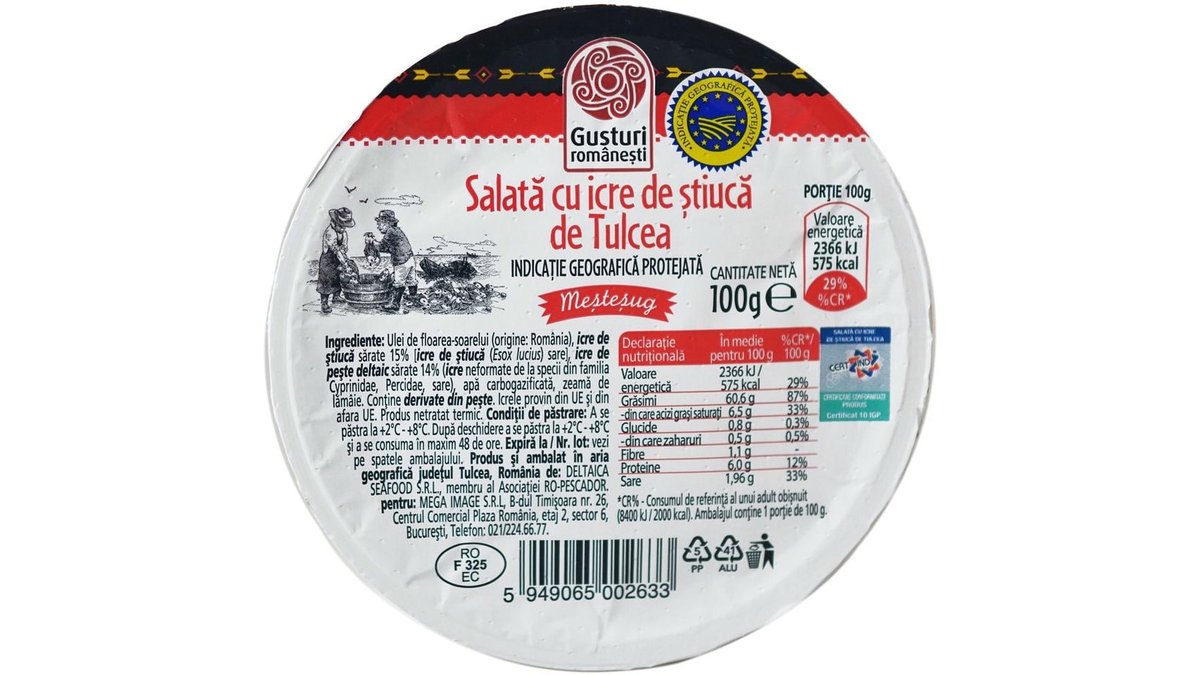 Gusturi
românești
INDICAȚIE GEOGRAFICĂ PROTEJATĂ
Salată cu icre de știucă
de Tulcea
INDICAȚIE GEOGRAFICĂ PROTEJATĂ
Meșteșug
CANTITATE NETĂ
100g e
PORȚIE 100g
Valoare
energetică
2366 kJ
575 kcal
29%
%CR*
Ingrediente: Ulei de floarea-soarelui (origine: România), icre de
știucă sărate 15% [icre de știucă (Esox lucius) sare], icre de
pește deltaic sărate 14% (icre neformate de la specii din familia
Cyprinidae, Percidae, sare), apă carbogazificată, zeamă de
lămâie. Conține derivate din pește. Icrele provin din UE și din
afara UE. Produs netratat termic. Condiții de păstrare: A se
păstra la +2°C - +8°C. După deschidere a se păstra la +2°C - +8°C
și a se consuma în maxim 48 de ore. Expiră la / Nr. lot: vezi
pe spatele ambalajului. Produs și ambalat în aria
geografică județul Tulcea, România de: DELTAICA
SEAFOOD S.R.L., membru al Asociației RO-PESCADOR.
pentru: MEGA IMAGE S.R.L, B-dul Timișoara nr. 26,
Centrul Comercial Plaza România, etaj 2, sector 6,
București, Telefon: 021/224.66.77.
Declarație nutrițională În medie pentru 100 g %CR*/ 100 g
Valoare energetică 2366 kJ / 575 kcal 29%
Grăsimi 60,6 g 87%
-din care acizi grași saturați 6,5 g 33%
Glucide 0,8 g 0,3%
-din care zaharuri 0,5 g 0,5%
Fibre 1,1 g -
Proteine 6,0 g 12%
Sare 1,96 g 33%
*CR% - Consumul de referință al unui adult obișnuit
(8400 kJ / 2000 kcal). Ambalajul conține 1 porție de 100 g.
SALATĂ CU ICRE
DE ȘTIUCĂ DE TULCEA
CERT IND
CERTIFICARE CONFORMITATE
PRODUS
Certificat 10 IGP
RO
F 325
EC
5 949065 002633
5
PP
41
ALU